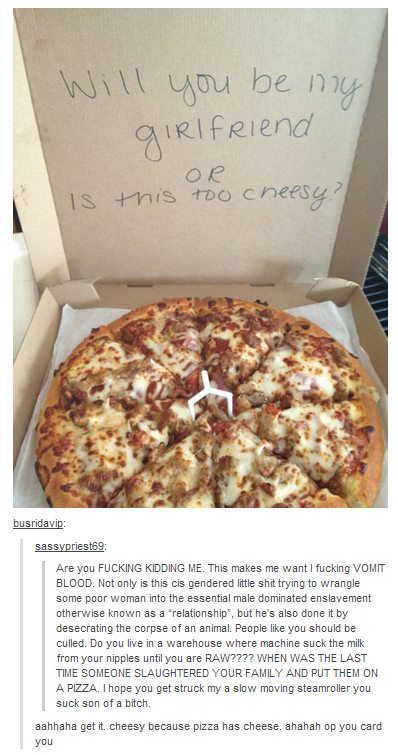 Will you be my
giRlfRiend
OR
Is this too cheesy?
busridavip:
sassypriest69:
Are you FUCKING KIDDING ME. This makes me want I fucking VOMIT
BLOOD. Not only is this cis gendered little shit trying to wrangle
some poor woman into the essential male dominated enslavement
otherwise known as a “relationship”, but he’s also done it by
desecrating the corpse of an animal. People like you should be
culled. Do you live in a warehouse where machine suck the milk
from your nipples until you are RAW???? WHEN WAS THE LAST
TIME SOMEONE SLAUGHTERED YOUR FAMILY AND PUT THEM ON
A PIZZA. I hope you get struck my a slow moving steamroller you
suck son of a bitch.
aahhaha get it. cheesy because pizza has cheese. ahahah op you card
you